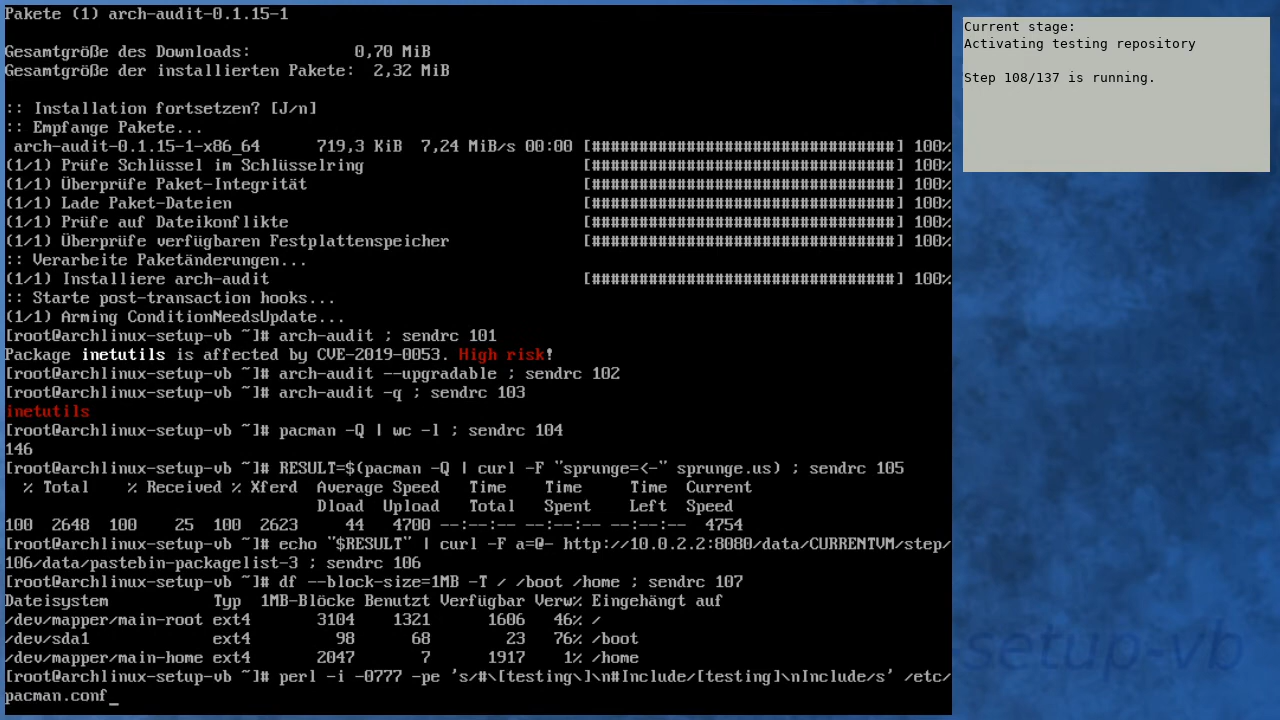 Pakete (1) arch-audit-0.1.15-1
Gesamtgröße des Downloads:           0,70 MiB
Gesamtgröße der installierten Pakete:  2,32 MiB
:: Installation fortsetzen? [J/n]
:: Empfange Pakete...
 arch-audit-0.1.15-1-x86_64      719,3 KiB  7,24 MiB/s 00:00 [################################] 100%
(1/1) Prüfe Schlüssel im Schlüsselring                       [################################] 100%
(1/1) Überprüfe Paket-Integrität                             [################################] 100%
(1/1) Lade Paket-Dateien                                     [################################] 100%
(1/1) Prüfe auf Dateikonflikte                               [################################] 100%
(1/1) Überprüfe verfügbaren Festplattenspeicher              [################################] 100%
:: Verarbeite Paketänderungen...
(1/1) Installiere arch-audit                                 [################################] 100%
:: Starte post-transaction hooks...
(1/1) Arming ConditionNeedsUpdate...
[root@archlinux-setup-vb ~]# arch-audit ; sendrc 101
Package inetutils is affected by CVE-2019-0053. High risk!
[root@archlinux-setup-vb ~]# arch-audit --upgradable ; sendrc 102
[root@archlinux-setup-vb ~]# arch-audit -q ; sendrc 103
inetutils
[root@archlinux-setup-vb ~]# pacman -Q | wc -l ; sendrc 104
146
[root@archlinux-setup-vb ~]# RESULT=$(pacman -Q | curl -F "sprunge=<-" sprunge.us) ; sendrc 105
  % Total    % Received % Xferd  Average Speed   Time    Time     Time  Current
                                 Dload  Upload   Total   Spent    Left  Speed
100  2648  100    25  100  2623     44   4700 --:--:-- --:--:-- --:--:--  4754
[root@archlinux-setup-vb ~]# echo "$RESULT" | curl -F a=@- http://10.0.2.2:8080/data/CURRENTVM/step/
106/data/pastebin-packagelist-3 ; sendrc 106
[root@archlinux-setup-vb ~]# df --block-size=1MB -T / /boot /home ; sendrc 107
Dateisystem           Typ  1MB-Blöcke Benutzt Verfügbar Verw% Eingehängt auf
/dev/mapper/main-root ext4       3104    1321      1606   46% /
/dev/sda1             ext4         98      68        23   76% /boot
/dev/mapper/main-home ext4       2047       7      1917    1% /home
[root@archlinux-setup-vb ~]# perl -i -0777 -pe 's/#\[testing\]\n#Include/[testing]\nInclude/s' /etc/
pacman.conf_
Current stage:
Activating testing repository
Step 108/137 is running.
setup-vb